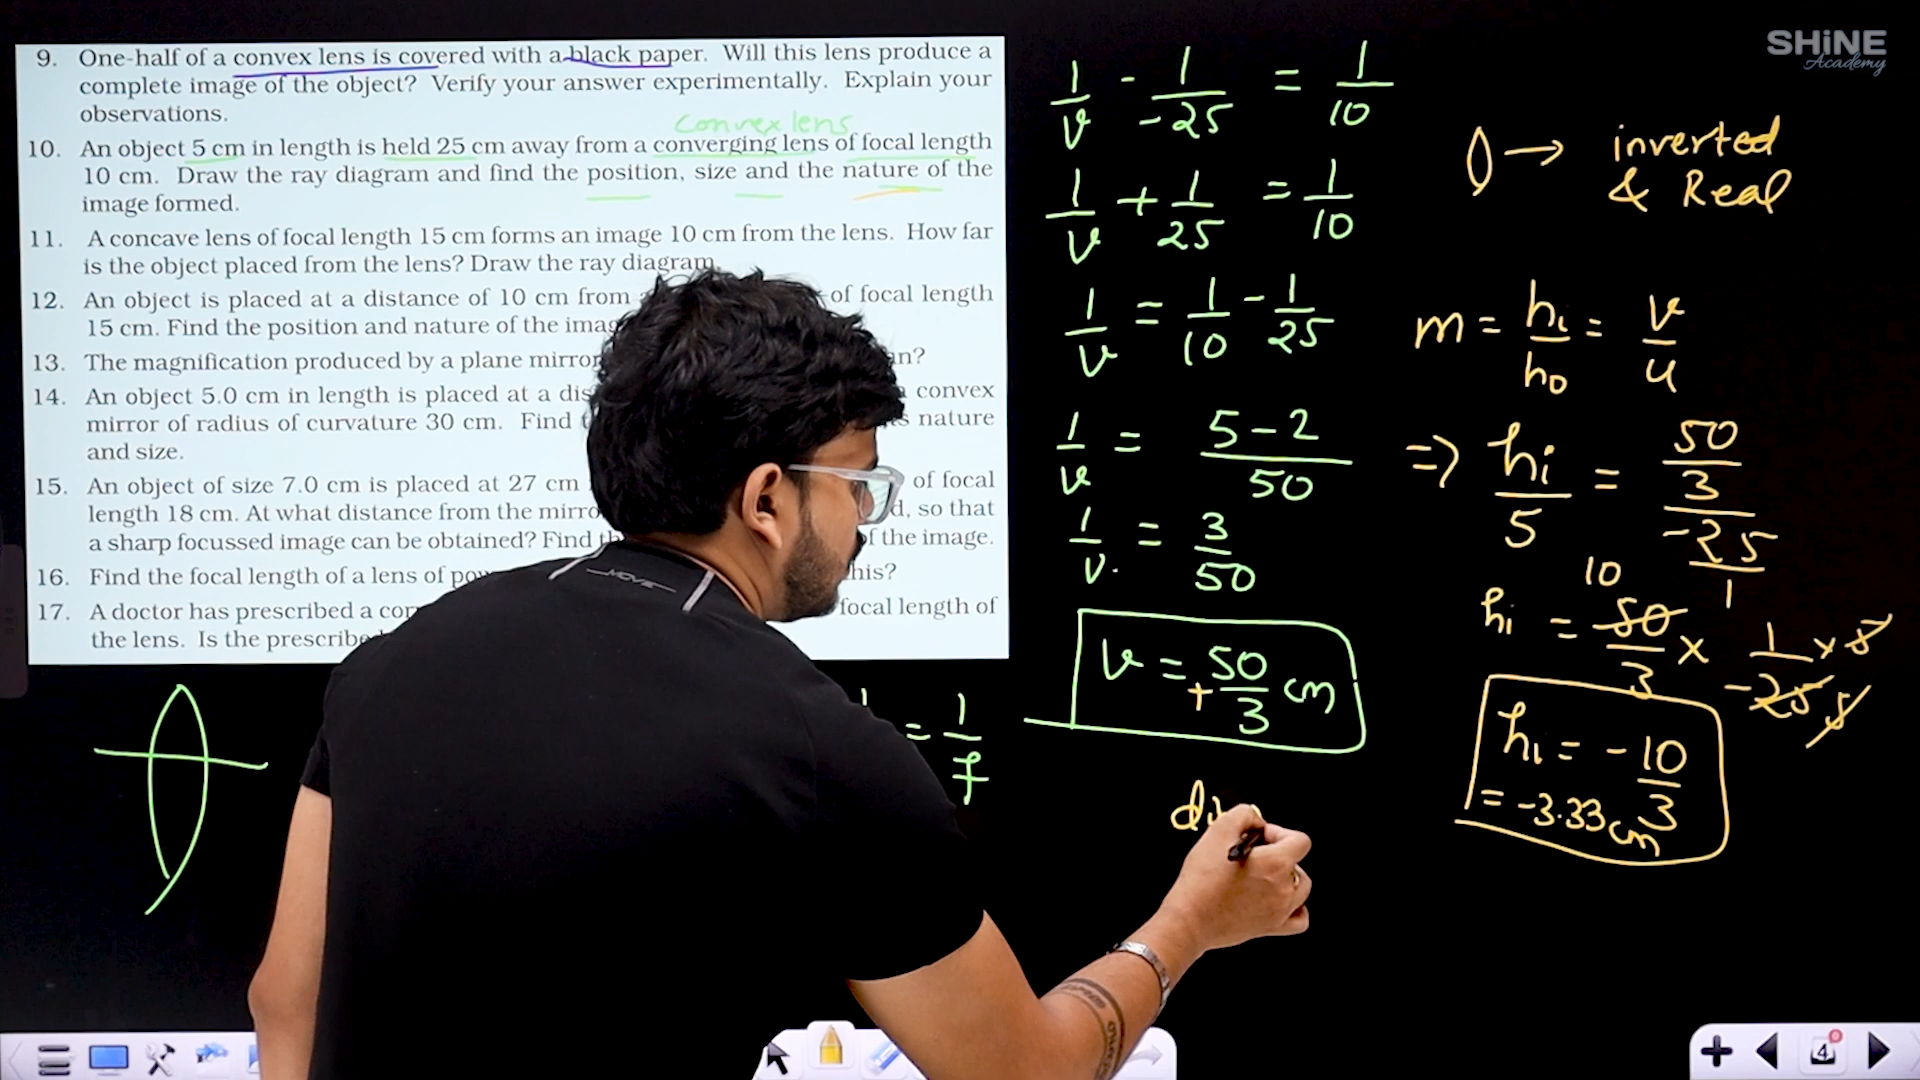 SHiNE
Academy
9. One-half of a convex lens is covered with a black paper. Will this lens produce a
complete image of the object? Verify your answer experimentally. Explain your
observations.
Convex lens
10. An object 5 cm in length is held 25 cm away from a converging lens of focal length
10 cm. Draw the ray diagram and find the position, size and the nature of the
image formed.
11. A concave lens of focal length 15 cm forms an image 10 cm from the lens. How far
is the object placed from the lens? Draw the ray diagram.
12. An object is placed at a distance of 10 cm from of focal length
15 cm. Find the position and nature of the
13. The magnification produced by a plane
14. An object 5.0 cm in length is placed at a convex
mirror of radius of curvature 30 cm. Find nature
and size.
15. An object of size 7.0 cm is placed at 27 cm of focal
length 18 cm. At what distance from the so that
a sharp focussed image can be obtained? Find of the image.
16. Find the focal length of a lens of
17. A doctor has prescribed a focal length of
the lens. Is the
= 1/f
1/v - 1/-25 = 1/10
1/v + 1/25 = 1/10
1/v = 1/10 - 1/25
1/v = 5-2/50
1/v. = 3/50
v = +50/3 cm
inverted
& Real
m = hi/ho = v/u
=> hi/5 = 50/3/-25/1
10
hi = 50/3 × 1/-25 × 5
5
hi = -10/3
= -3.33 cm
MOVE
4